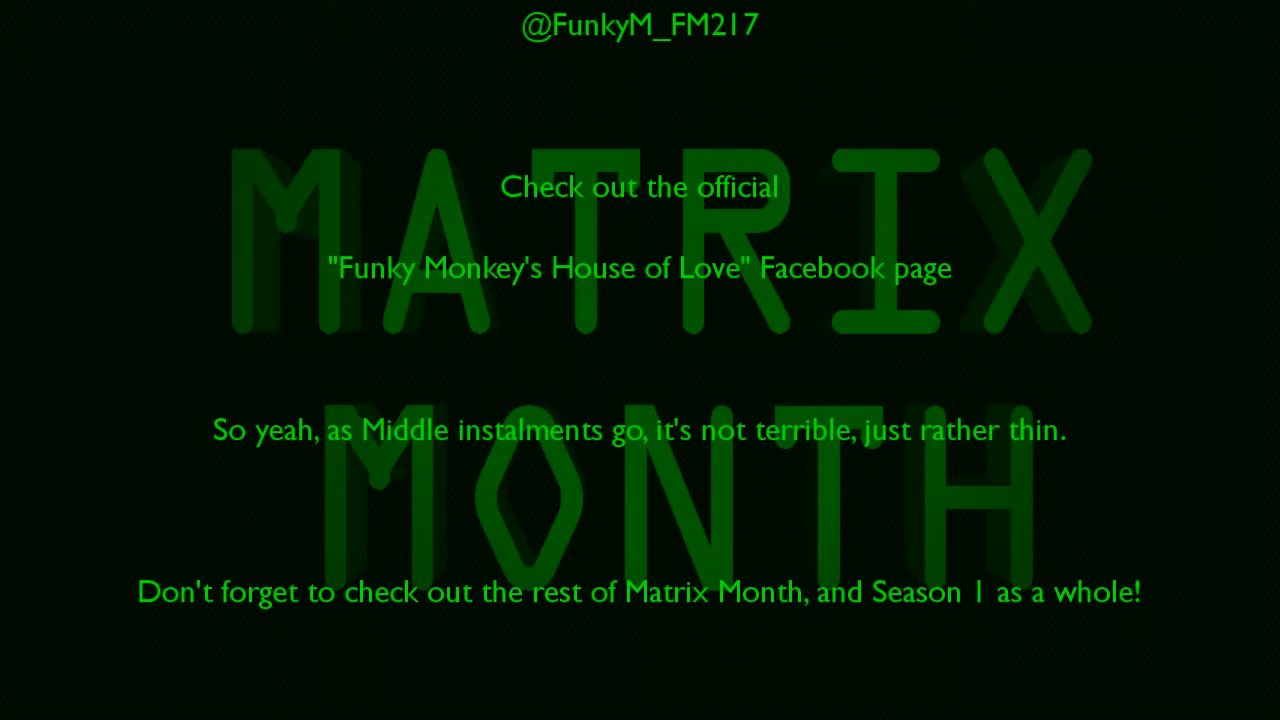 @FunkyM_FM217
MATRIX
Check out the official
"Funky Monkey's House of Love" Facebook page
MONTH
So yeah, as Middle instalments go, it's not terrible, just rather thin.
Don't forget to check out the rest of Matrix Month, and Season 1 as a whole!